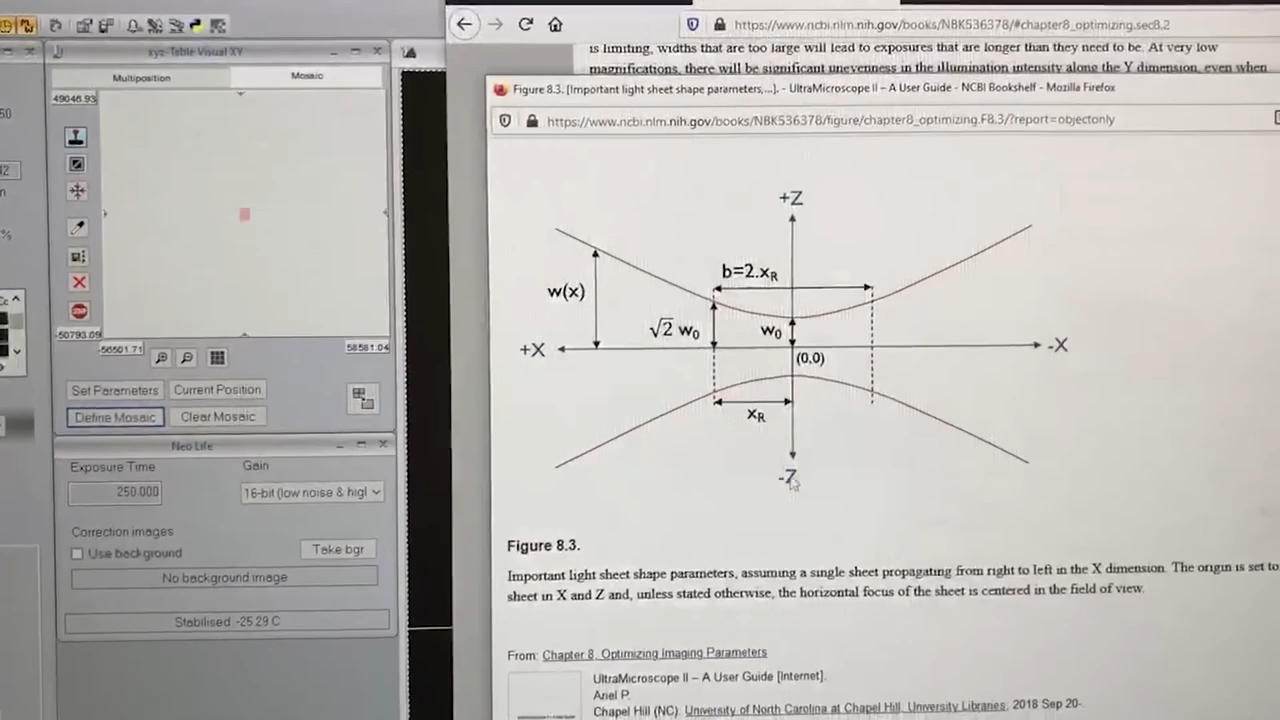 https://www.ncbi.nlm.nih.gov/books/NBK536378/#chapter8_optimizing.sec8.2
is limiting, widths that are too large will lead to exposures that are longer than they need to be. At very low
magnifications, there will be significant unevenness in the illumination intensity along the Y dimension, even when
xyz-Table Visual XY
Multiposition
Mosaic
49046.93
-50793.09
-56501.71
58581.04
Set Parameters
Current Position
Define Mosaic
Clear Mosaic
Neo Life
Exposure Time
Gain
250.000
16-bit (low noise & higl
Correction images
Use background
Take bgr
No background image
Stabilised -25.29 C
Figure 8.3. [Important light sheet shape parameters,...]. - UltraMicroscope II – A User Guide - NCBI Bookshelf - Mozilla Firefox
https://www.ncbi.nlm.nih.gov/books/NBK536378/figure/chapter8_optimizing.F8.3/?report=objectonly
+Z
b=2.xR
w(x)
√2 w0
w0
+X
-X
(0,0)
xR
-Z
Figure 8.3.
Important light sheet shape parameters, assuming a single sheet propagating from right to left in the X dimension. The origin is set to
sheet in X and Z and, unless stated otherwise, the horizontal focus of the sheet is centered in the field of view.
From: Chapter 8, Optimizing Imaging Parameters
UltraMicroscope II – A User Guide [Internet].
Ariel P.
Chapel Hill (NC): University of North Carolina at Chapel Hill, University Libraries; 2018 Sep 20-